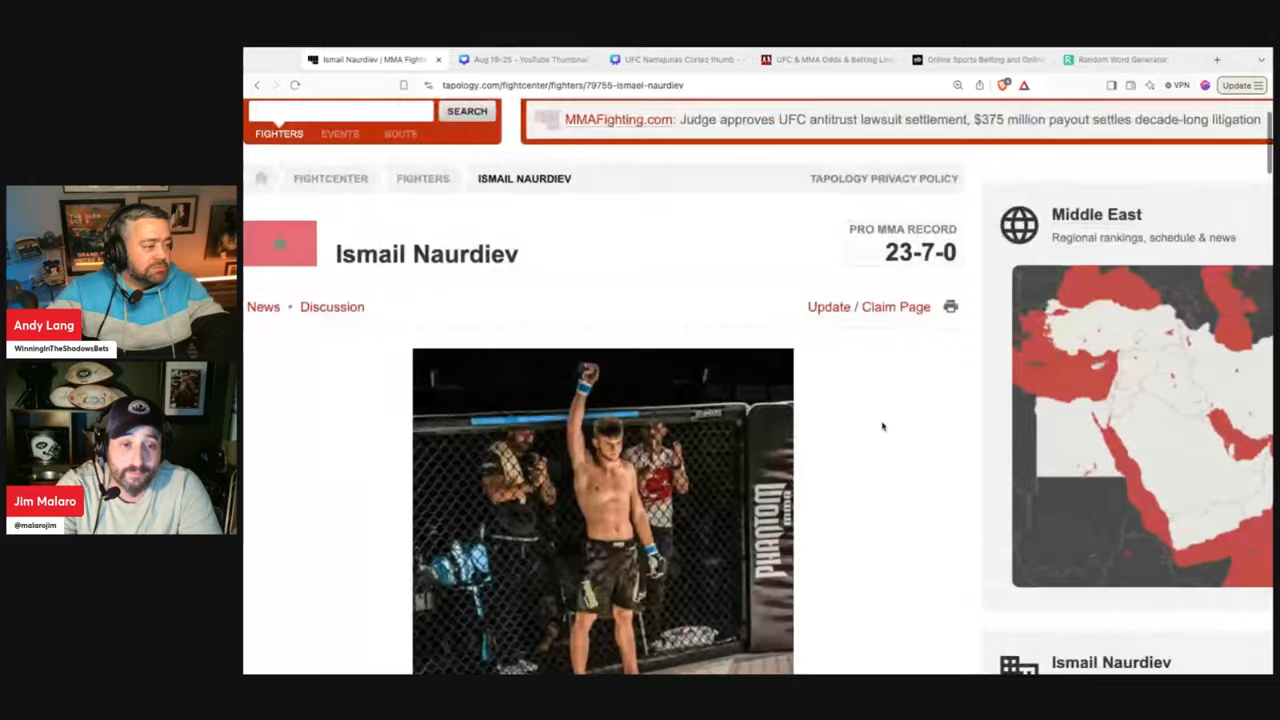 Ismail Naurdiev | MMA Fighte
Aug 19-25 - YouTube Thumbnail
UFC Namajunas Cortez thumb -
UFC & MMA Odds & Betting Lin
Online Sports Betting and Onlin
Random Word Generator
tapology.com/fightcenter/fighters/79755-ismael-naurdiev
VPN
Update
SEARCH
FIGHTERS
EVENTS
BOUTS
MMAFighting.com: Judge approves UFC antitrust lawsuit settlement, $375 million payout settles decade-long litigation
FIGHTCENTER
FIGHTERS
ISMAIL NAURDIEV
TAPOLOGY PRIVACY POLICY
Ismail Naurdiev
PRO MMA RECORD
23-7-0
News • Discussion
Update / Claim Page
PHANTOM
MMA
Middle East
Regional rankings, schedule & news
Ismail Naurdiev
Andy Lang
WinningInTheShadowsBets
Jim Malaro
@malarojim